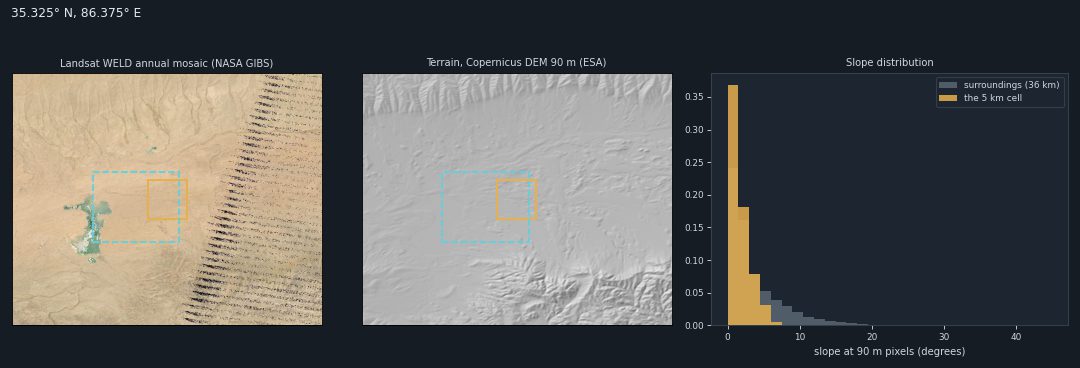 35.325° N, 86.375° E
Landsat WELD annual mosaic (NASA GIBS)
Terrain, Copernicus DEM 90 m (ESA)
Slope distribution
surroundings (36 km)
the 5 km cell
0.35
0.30
0.25
0.20
0.15
0.10
0.05
0.00
0 10 20 30 40
slope at 90 m pixels (degrees)